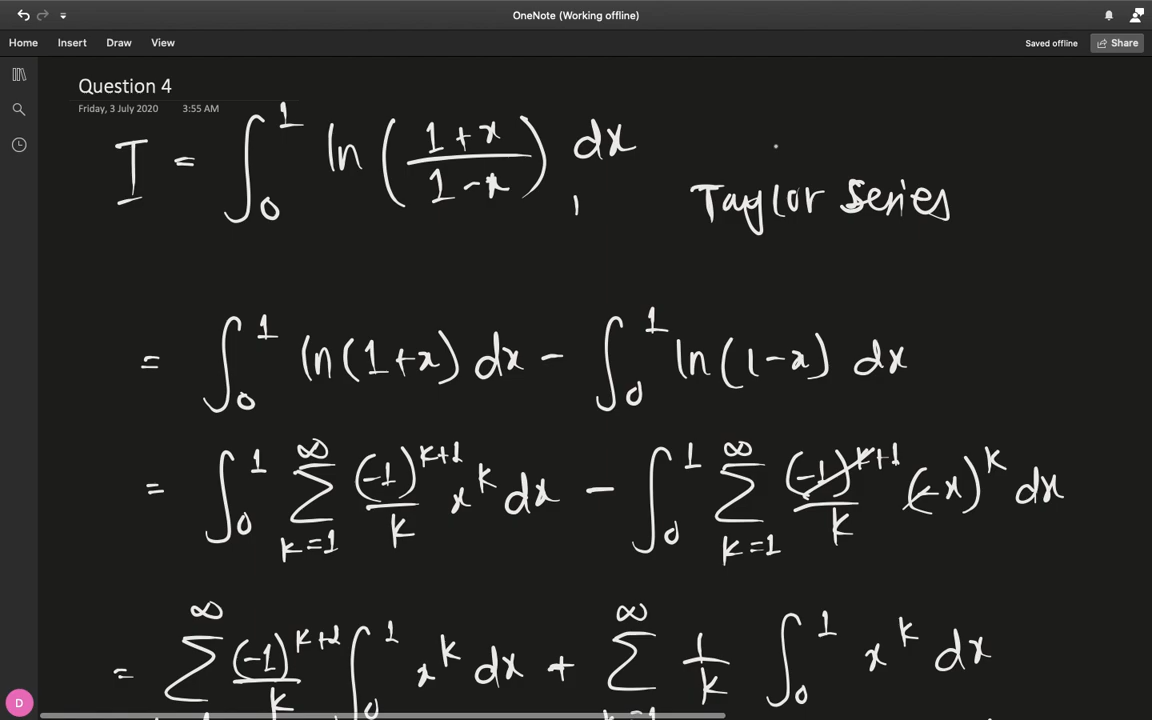 OneNote (Working offline)
Home Insert Draw View Saved offline Share
Question 4
Friday, 3 July 2020 3:55 AM
I = ∫₀¹ ln((1+x)/(1-x)) dx
Taylor Series
= ∫₀¹ ln(1+x) dx - ∫₀¹ ln(1-x) dx
= ∫₀¹ ∑_{k=1}^{∞} (-1)^{k+1}/k x^k dx - ∫₀¹ ∑_{k=1}^{∞} (-1)^{k+1}/k (-x)^k dx
= ∑_{k=1}^{∞} (-1)^{k+1}/k ∫₀¹ x^k dx + ∑_{k=1}^{∞} 1/k ∫₀¹ x^k dx
D